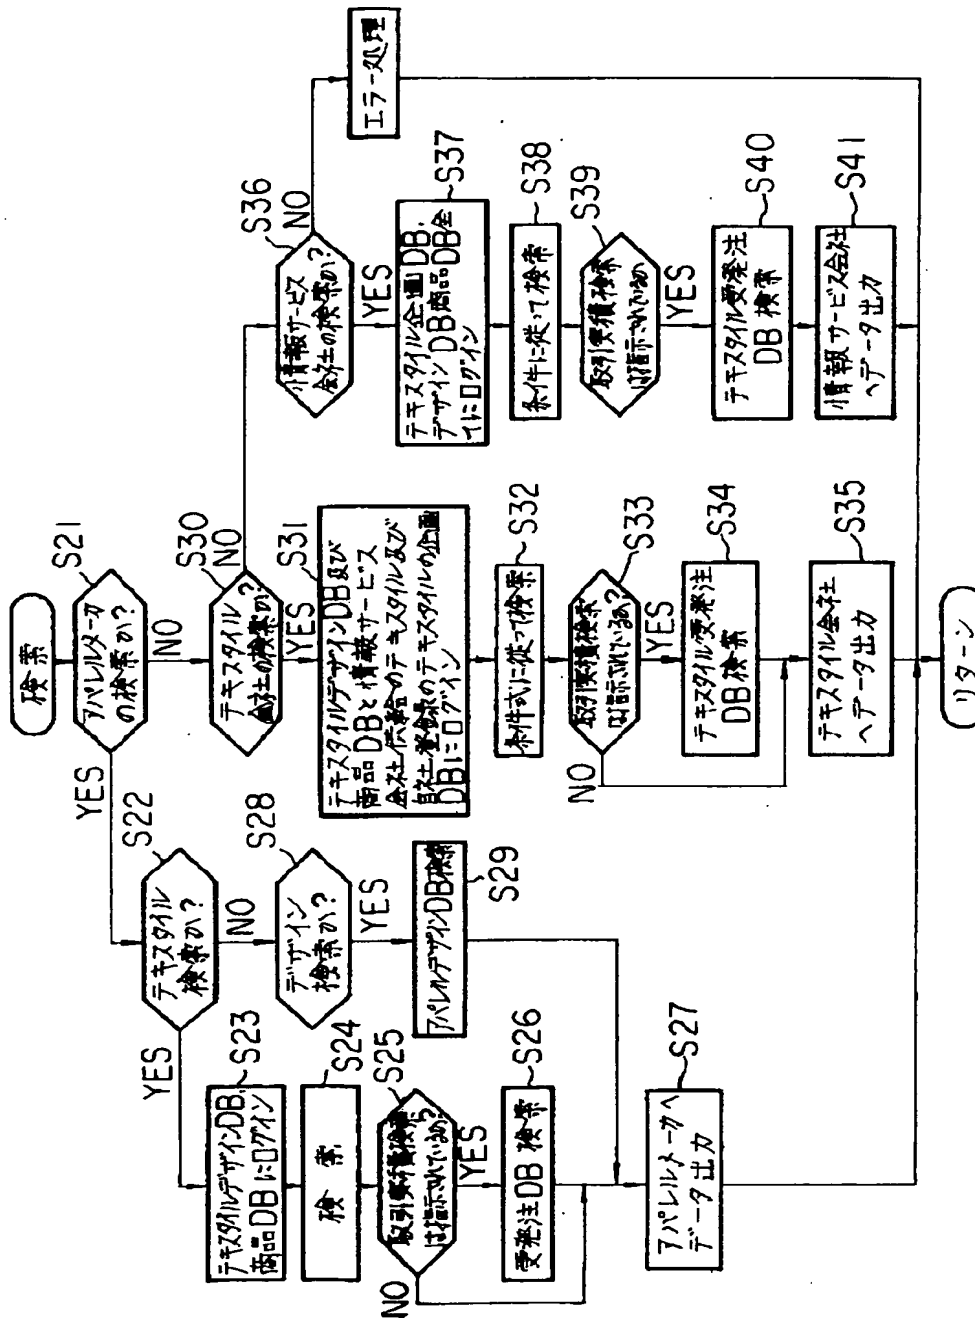 検索
S21
アパレルメーカ
の検索か?
YES
NO
S22
テキスタイル
検索か?
YES
NO
S23
テキスタイルデザインDB,
商品DBにログイン
S24
検索
S25
取引実積検索
は指示されているか?
YES
NO
S26
受発注DB検索
S27
アパレルメーカへ
データ出力
S28
デザイン
検索か?
YES
S29
アパレルデザインDB検索
S30
テキスタイル
会社の検索か?
NO
YES
S31
テキスタイルデザインDB及び
商品DBと情報サービス
会社供給のテキスタイル及び
自社登録のテキスタイルの企画
DBにログイン
S32
条件式に従って検索
S33
取引実積検索
は指示されているか?
NO
YES
S34
テキスタイル受発注
DB検索
S35
テキスタイル会社
へデータ出力
S36
情報サービス
会社の検索か?
NO
YES
エラー処理
S37
テキスタイル企画DB,
デザインDB商品DB全
てにログイン
S38
条件に従って検索
S39
取引実積検索
は指示されているか
YES
S40
テキスタイル受発注
DB検索
S41
情報サービス会社
へデータ出力
リターン